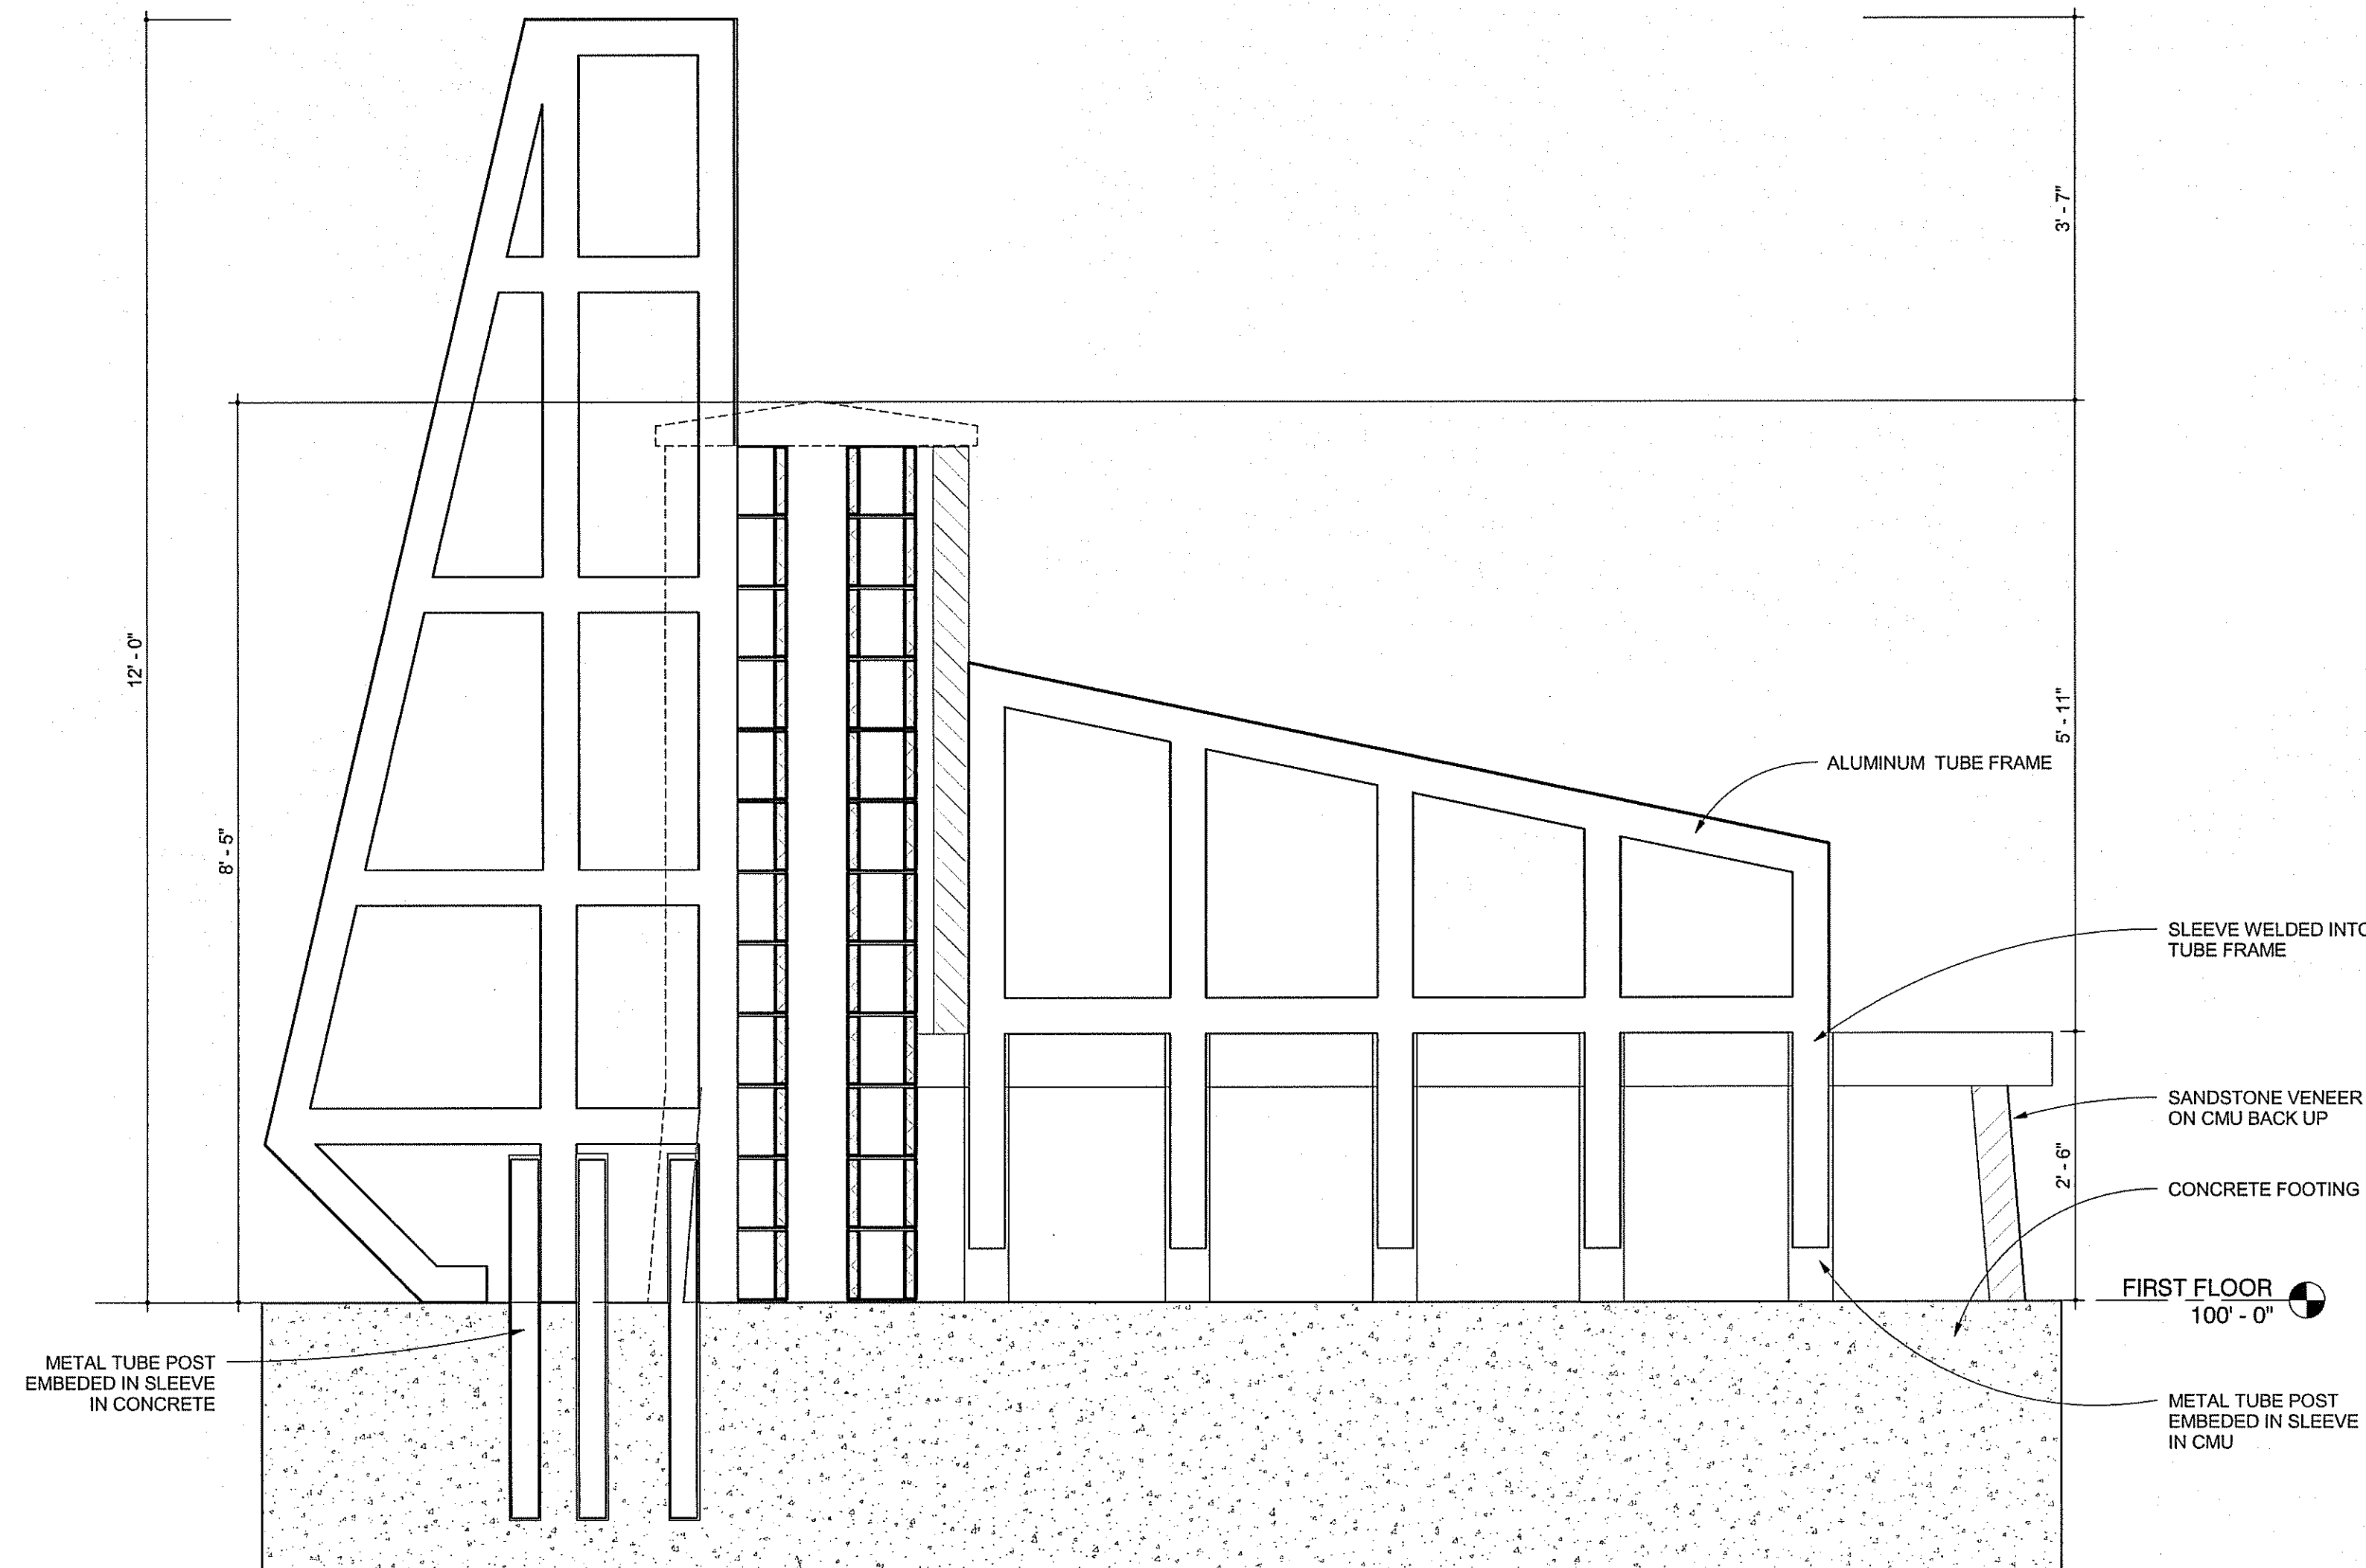 3' - 7"
12' - 0"
5' - 11"
ALUMINUM TUBE FRAME
8' - 5"
SLEEVE WELDED INTO
TUBE FRAME
SANDSTONE VENEER
ON CMU BACK UP
2' - 6"
CONCRETE FOOTING
FIRST FLOOR
100' - 0"
METAL TUBE POST
EMBEDED IN SLEEVE
IN CONCRETE
METAL TUBE POST
EMBEDED IN SLEEVE
IN CMU